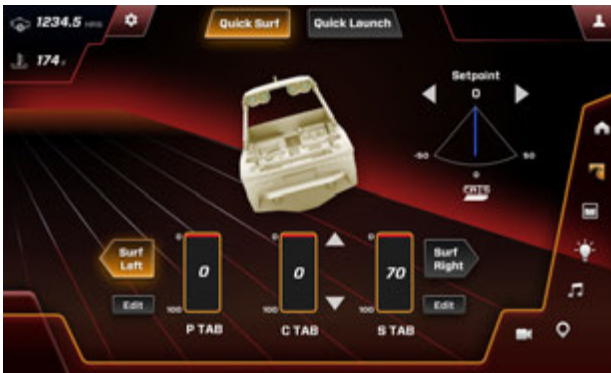 1234.5 HRS
Quick Surf
Quick Launch
174
Setpoint
0
-50
50
0
Surf
Left
0
0
0
0
0
70
Surf
Right
Edit
100
100
100
Edit
P TAB
C TAB
S TAB